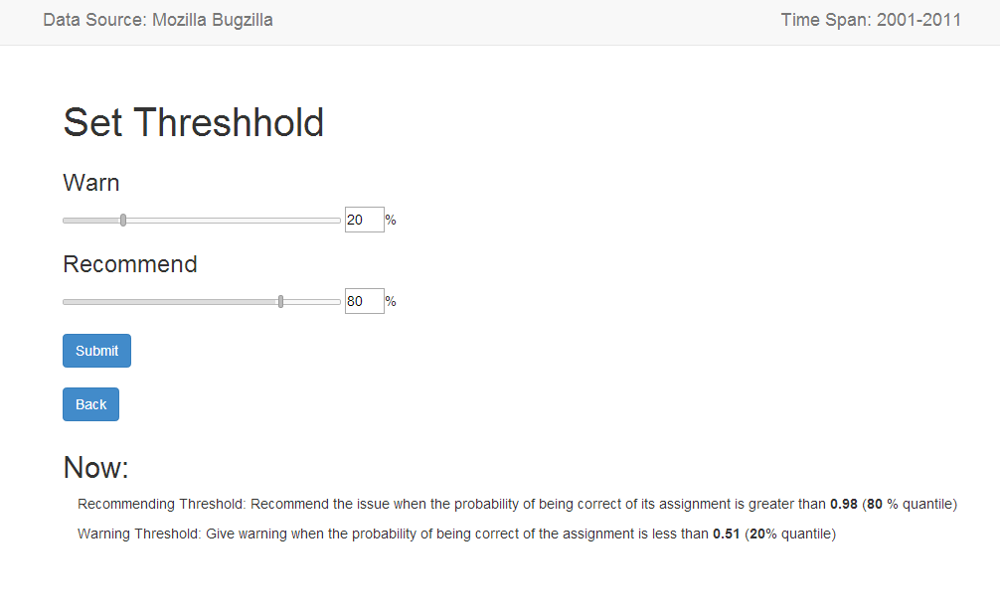 Data Source: Mozilla Bugzilla Time Span: 2001-2011
Set Threshhold
Warn
20 %
Recommend
80 %
Submit
Back
Now:
Recommending Threshold: Recommend the issue when the probability of being correct of its assignment is greater than 0.98 (80 % quantile)
Warning Threshold: Give warning when the probability of being correct of the assignment is less than 0.51 (20% quantile)